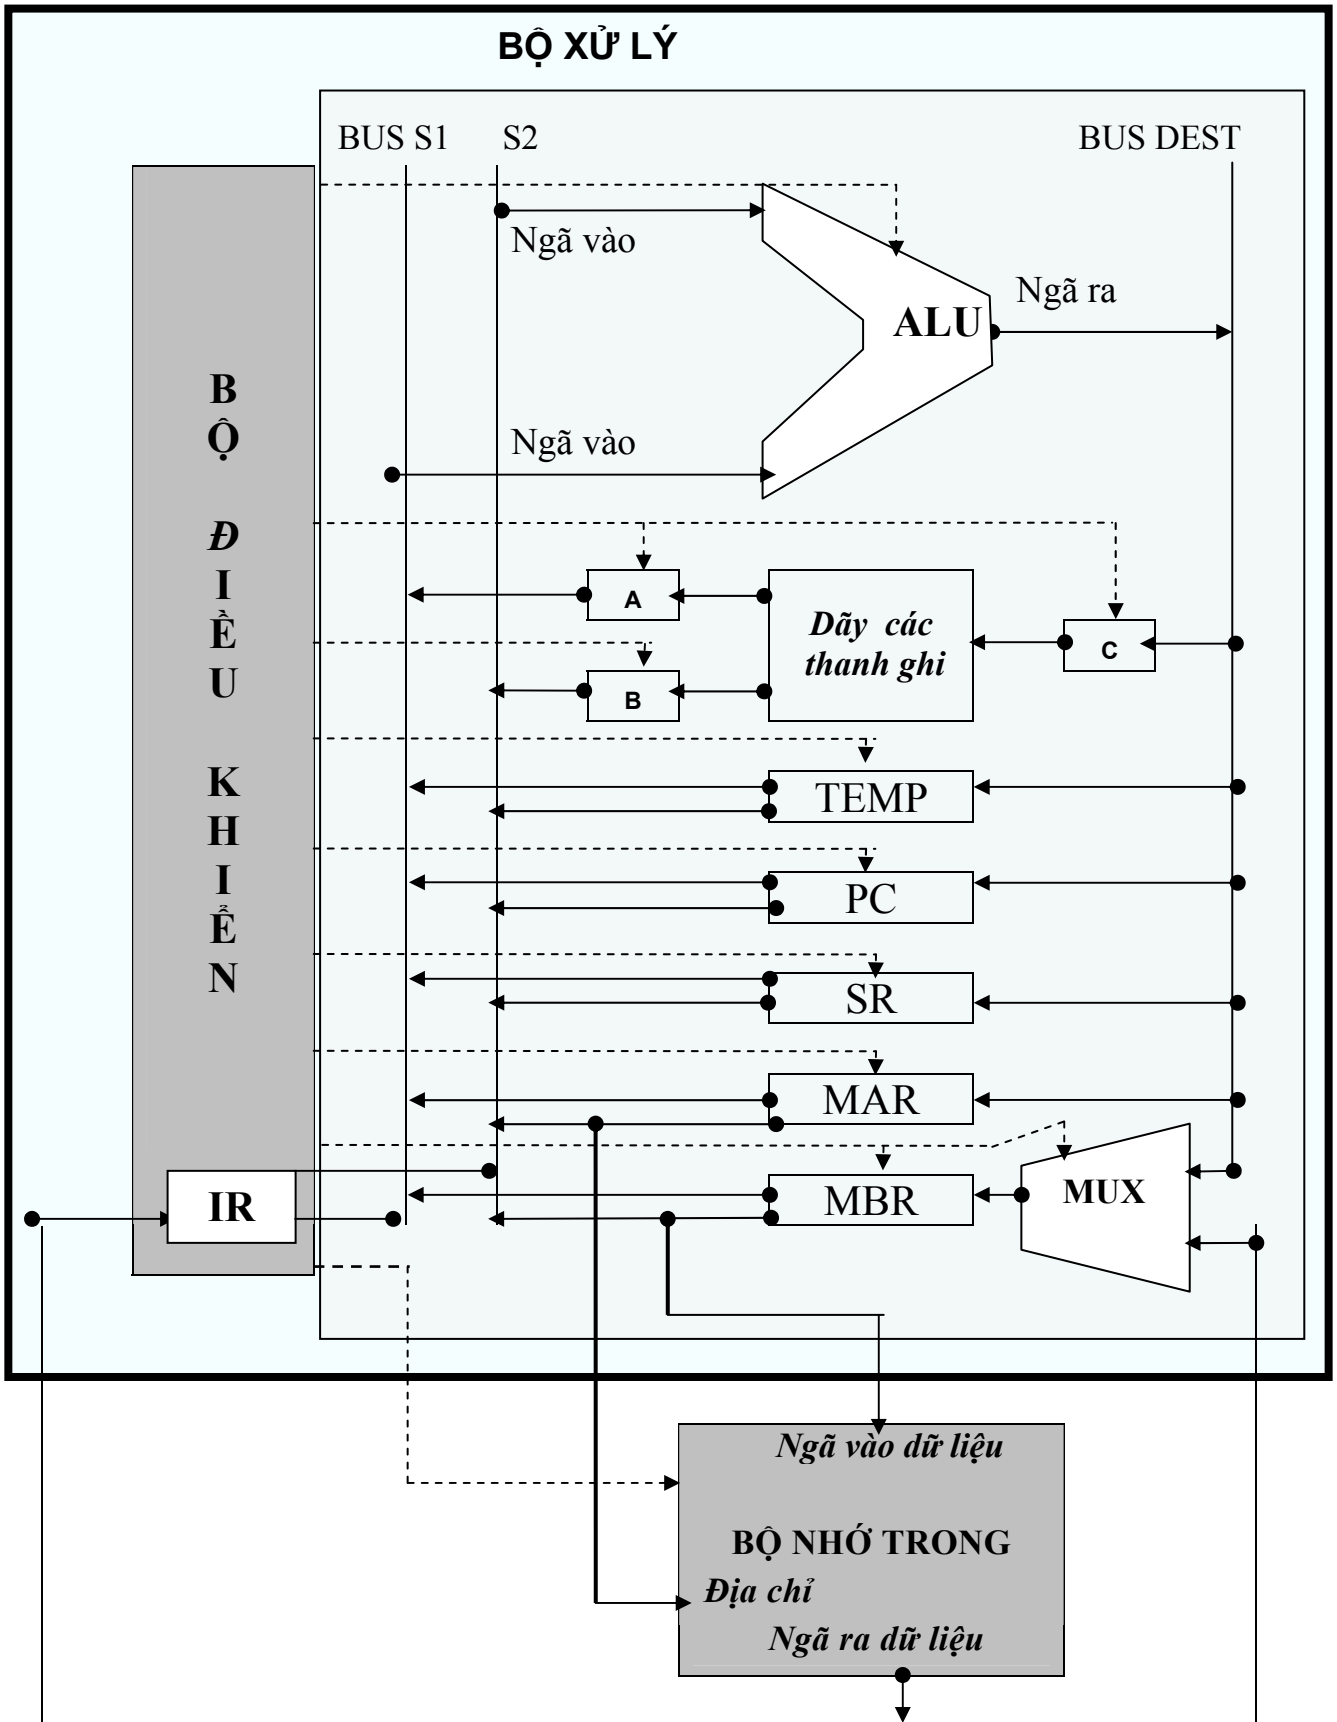 BỘ XỬ LÝ
BUS S1
S2
BUS DEST
Ngã vào
Ngã ra
ALU
Ngã vào
B
Ộ
Đ
I
Ề
U
K
H
I
Ể
N
A
Dãy các
thanh ghi
C
B
TEMP
PC
SR
MAR
MBR
MUX
IR
Ngã vào dữ liệu
BỘ NHỚ TRONG
Địa chỉ
Ngã ra dữ liệu